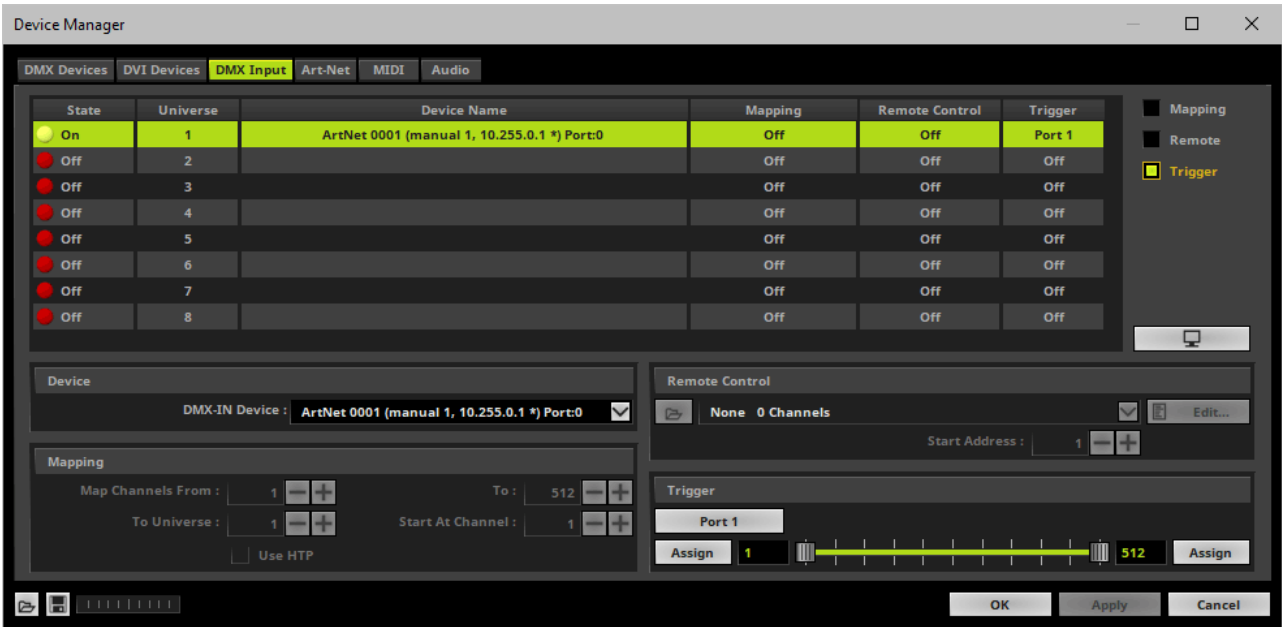 Device Manager
DMX Devices DVI Devices DMX Input Art-Net MIDI Audio
State Universe Device Name Mapping Remote Control Trigger
On 1 ArtNet 0001 (manual 1, 10.255.0.1 *) Port:0 Off Off Port 1
Off 2 Off Off Off
Off 3 Off Off Off
Off 4 Off Off Off
Off 5 Off Off Off
Off 6 Off Off Off
Off 7 Off Off Off
Off 8 Off Off Off
Mapping
Remote
Trigger
Device
DMX-IN Device : ArtNet 0001 (manual 1, 10.255.0.1 *) Port:0
Mapping
Map Channels From : 1 To : 512
To Universe : 1 Start At Channel : 1
Use HTP
Remote Control
None 0 Channels Edit...
Start Address : 1
Trigger
Port 1
Assign 1 512 Assign
OK Apply Cancel